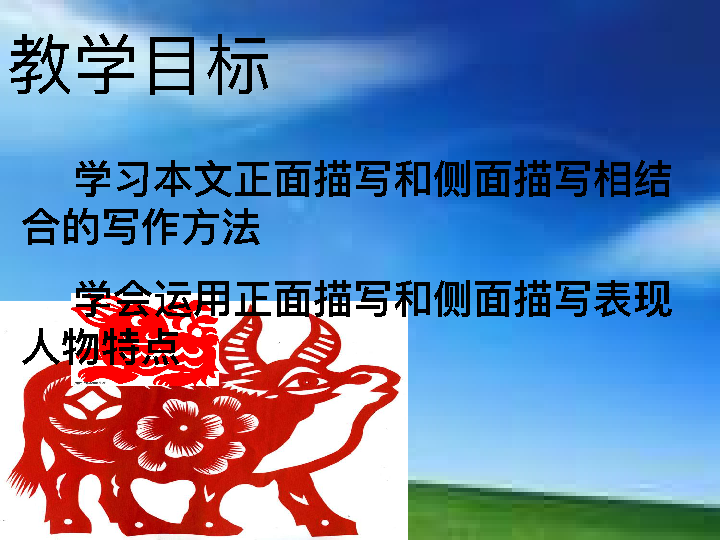 教学目标
学习本文正面描写和侧面描写相结
合的写作方法
学会运用正面描写和侧面描写表现
人物特点